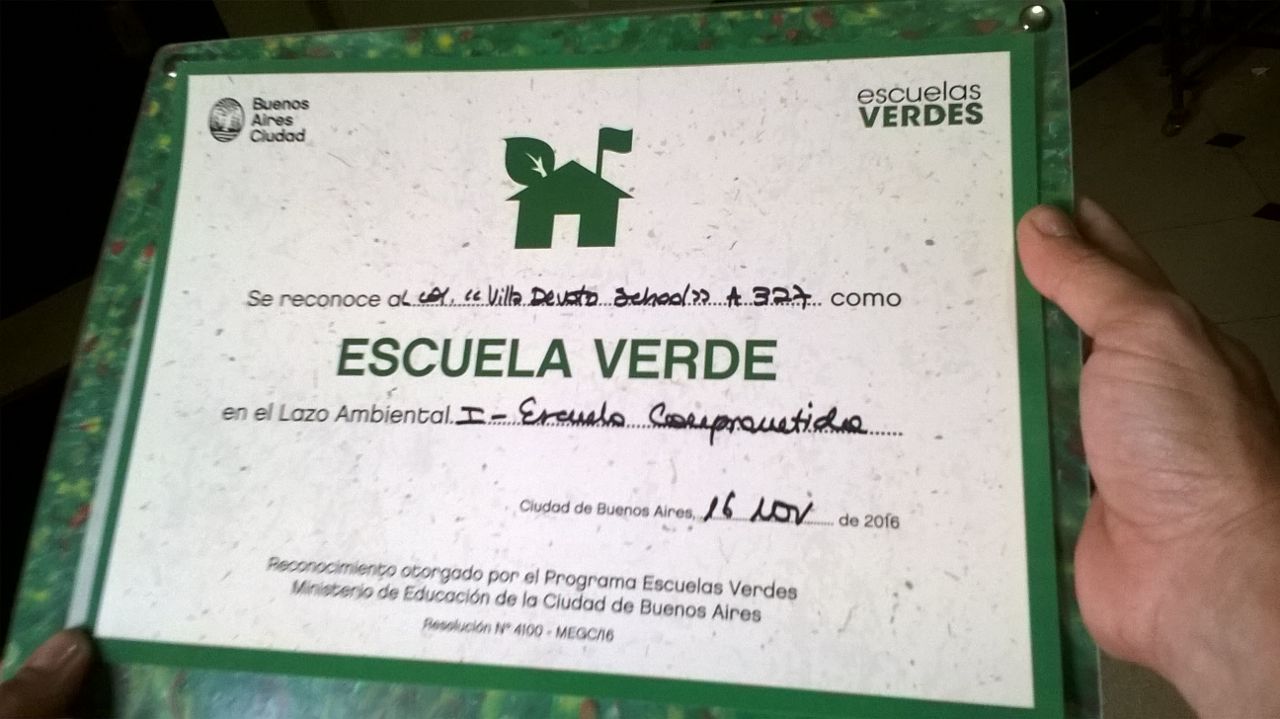 Buenos
Aires
Ciudad
escuelas
VERDES
Se reconoce al col. "Villa Devoto School" A 327 como
ESCUELA VERDE
en el Lazo Ambiental I - Escuela Comprometida
Ciudad de Buenos Aires, 16 NOV de 2016
Reconocimiento otorgado por el Programa Escuelas Verdes
Ministerio de Educación de la Ciudad de Buenos Aires
Resolución Nº 4100 - MEGC/16